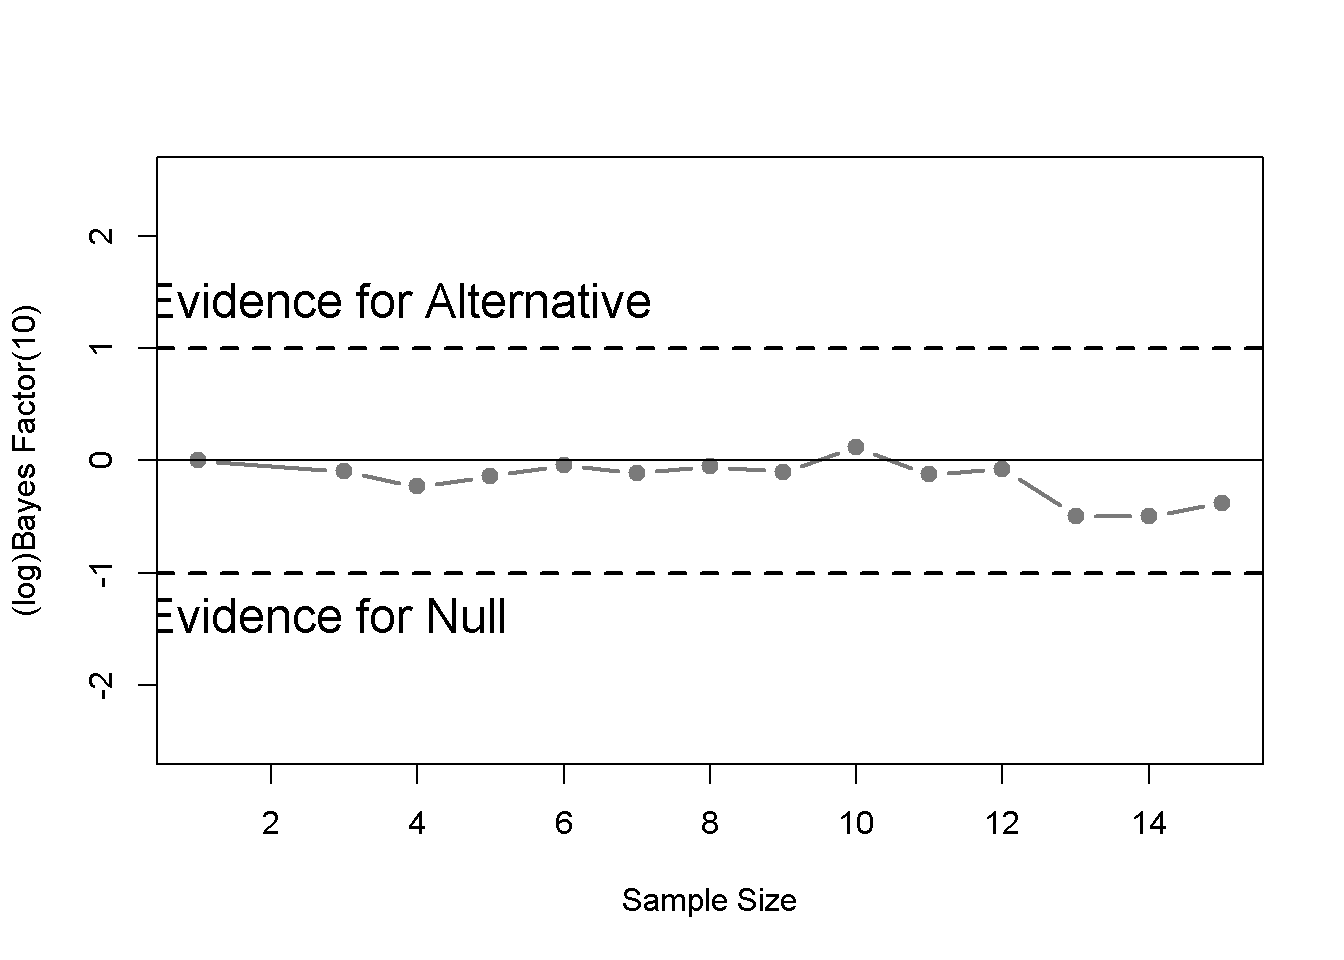 2
Evidence for Alternative
1
0
-1
Evidence for Null
-2
(log)Bayes Factor(10)
2 4 6 8 10 12 14
Sample Size